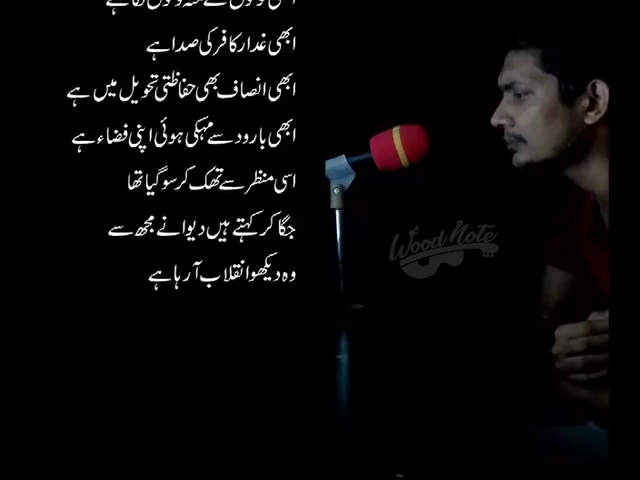 ابھی غدار کافر کی صدا ہے
ابھی انصاف بھی حفاظتی تحویل میں ہے
ابھی بارود سے مہکی ہوئی اپنی فضاء ہے
اسی منظر سے تھک کر سو گیا تھا
جگا کر کہتے ہیں دیوانے مجھ سے
وہ دیکھو انقلاب آ رہا ہے
Wood Note